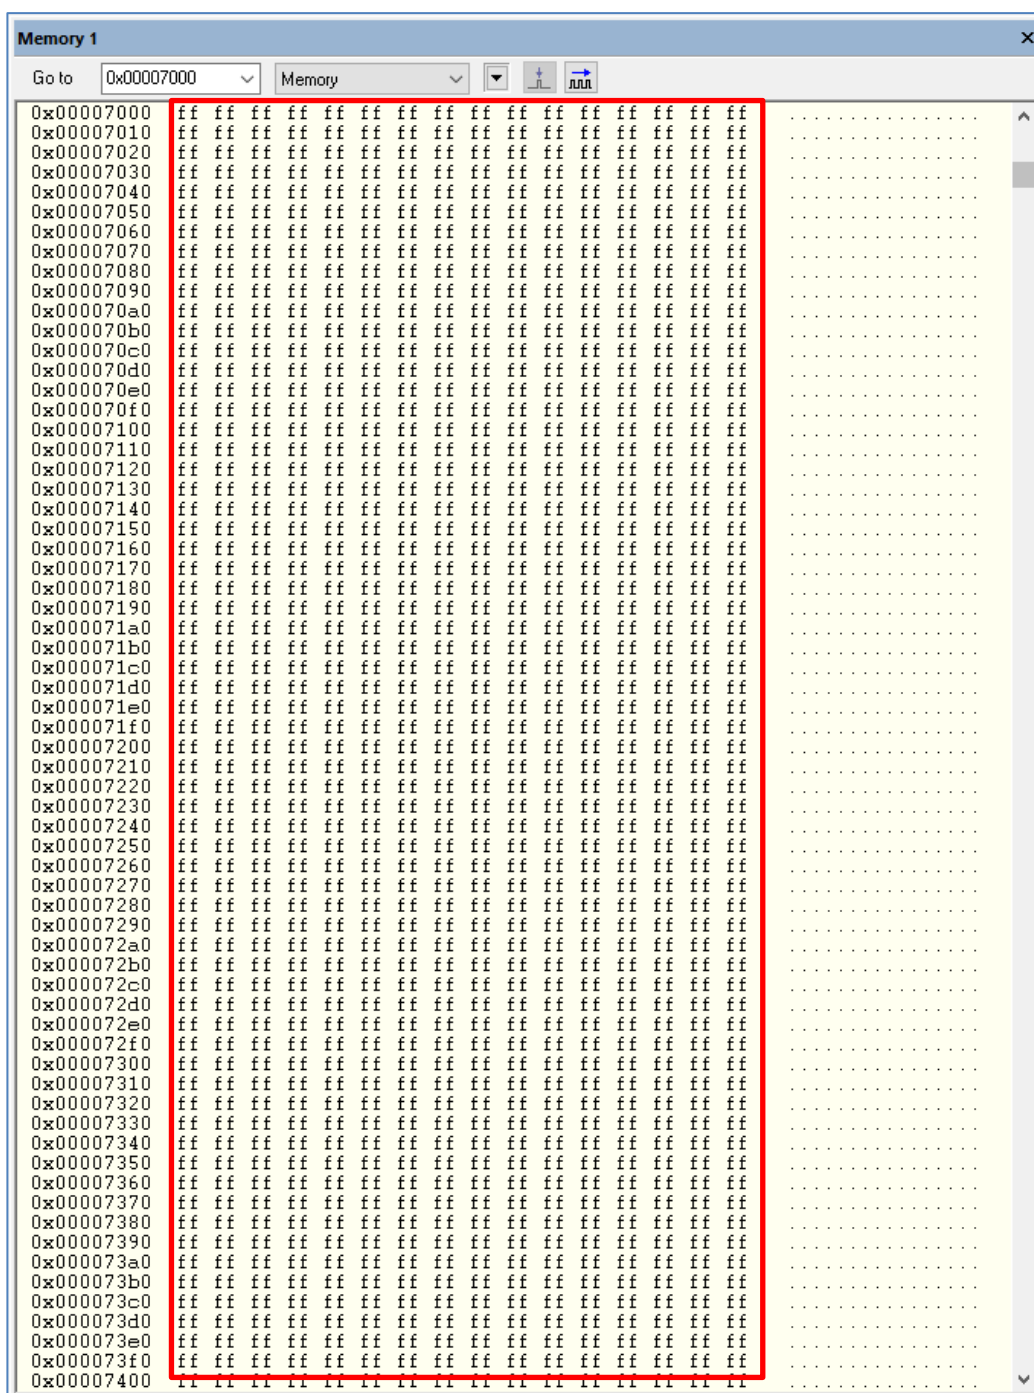 Memory 1
Go to 0x00007000 Memory
0x00007000 ff ff ff ff ff ff ff ff ff ff ff ff ff ff ff ff ................
0x00007010 ff ff ff ff ff ff ff ff ff ff ff ff ff ff ff ff ................
0x00007020 ff ff ff ff ff ff ff ff ff ff ff ff ff ff ff ff ................
0x00007030 ff ff ff ff ff ff ff ff ff ff ff ff ff ff ff ff ................
0x00007040 ff ff ff ff ff ff ff ff ff ff ff ff ff ff ff ff ................
0x00007050 ff ff ff ff ff ff ff ff ff ff ff ff ff ff ff ff ................
0x00007060 ff ff ff ff ff ff ff ff ff ff ff ff ff ff ff ff ................
0x00007070 ff ff ff ff ff ff ff ff ff ff ff ff ff ff ff ff ................
0x00007080 ff ff ff ff ff ff ff ff ff ff ff ff ff ff ff ff ................
0x00007090 ff ff ff ff ff ff ff ff ff ff ff ff ff ff ff ff ................
0x000070a0 ff ff ff ff ff ff ff ff ff ff ff ff ff ff ff ff ................
0x000070b0 ff ff ff ff ff ff ff ff ff ff ff ff ff ff ff ff ................
0x000070c0 ff ff ff ff ff ff ff ff ff ff ff ff ff ff ff ff ................
0x000070d0 ff ff ff ff ff ff ff ff ff ff ff ff ff ff ff ff ................
0x000070e0 ff ff ff ff ff ff ff ff ff ff ff ff ff ff ff ff ................
0x000070f0 ff ff ff ff ff ff ff ff ff ff ff ff ff ff ff ff ................
0x00007100 ff ff ff ff ff ff ff ff ff ff ff ff ff ff ff ff ................
0x00007110 ff ff ff ff ff ff ff ff ff ff ff ff ff ff ff ff ................
0x00007120 ff ff ff ff ff ff ff ff ff ff ff ff ff ff ff ff ................
0x00007130 ff ff ff ff ff ff ff ff ff ff ff ff ff ff ff ff ................
0x00007140 ff ff ff ff ff ff ff ff ff ff ff ff ff ff ff ff ................
0x00007150 ff ff ff ff ff ff ff ff ff ff ff ff ff ff ff ff ................
0x00007160 ff ff ff ff ff ff ff ff ff ff ff ff ff ff ff ff ................
0x00007170 ff ff ff ff ff ff ff ff ff ff ff ff ff ff ff ff ................
0x00007180 ff ff ff ff ff ff ff ff ff ff ff ff ff ff ff ff ................
0x00007190 ff ff ff ff ff ff ff ff ff ff ff ff ff ff ff ff ................
0x000071a0 ff ff ff ff ff ff ff ff ff ff ff ff ff ff ff ff ................
0x000071b0 ff ff ff ff ff ff ff ff ff ff ff ff ff ff ff ff ................
0x000071c0 ff ff ff ff ff ff ff ff ff ff ff ff ff ff ff ff ................
0x000071d0 ff ff ff ff ff ff ff ff ff ff ff ff ff ff ff ff ................
0x000071e0 ff ff ff ff ff ff ff ff ff ff ff ff ff ff ff ff ................
0x000071f0 ff ff ff ff ff ff ff ff ff ff ff ff ff ff ff ff ................
0x00007200 ff ff ff ff ff ff ff ff ff ff ff ff ff ff ff ff ................
0x00007210 ff ff ff ff ff ff ff ff ff ff ff ff ff ff ff ff ................
0x00007220 ff ff ff ff ff ff ff ff ff ff ff ff ff ff ff ff ................
0x00007230 ff ff ff ff ff ff ff ff ff ff ff ff ff ff ff ff ................
0x00007240 ff ff ff ff ff ff ff ff ff ff ff ff ff ff ff ff ................
0x00007250 ff ff ff ff ff ff ff ff ff ff ff ff ff ff ff ff ................
0x00007260 ff ff ff ff ff ff ff ff ff ff ff ff ff ff ff ff ................
0x00007270 ff ff ff ff ff ff ff ff ff ff ff ff ff ff ff ff ................
0x00007280 ff ff ff ff ff ff ff ff ff ff ff ff ff ff ff ff ................
0x00007290 ff ff ff ff ff ff ff ff ff ff ff ff ff ff ff ff ................
0x000072a0 ff ff ff ff ff ff ff ff ff ff ff ff ff ff ff ff ................
0x000072b0 ff ff ff ff ff ff ff ff ff ff ff ff ff ff ff ff ................
0x000072c0 ff ff ff ff ff ff ff ff ff ff ff ff ff ff ff ff ................
0x000072d0 ff ff ff ff ff ff ff ff ff ff ff ff ff ff ff ff ................
0x000072e0 ff ff ff ff ff ff ff ff ff ff ff ff ff ff ff ff ................
0x000072f0 ff ff ff ff ff ff ff ff ff ff ff ff ff ff ff ff ................
0x00007300 ff ff ff ff ff ff ff ff ff ff ff ff ff ff ff ff ................
0x00007310 ff ff ff ff ff ff ff ff ff ff ff ff ff ff ff ff ................
0x00007320 ff ff ff ff ff ff ff ff ff ff ff ff ff ff ff ff ................
0x00007330 ff ff ff ff ff ff ff ff ff ff ff ff ff ff ff ff ................
0x00007340 ff ff ff ff ff ff ff ff ff ff ff ff ff ff ff ff ................
0x00007350 ff ff ff ff ff ff ff ff ff ff ff ff ff ff ff ff ................
0x00007360 ff ff ff ff ff ff ff ff ff ff ff ff ff ff ff ff ................
0x00007370 ff ff ff ff ff ff ff ff ff ff ff ff ff ff ff ff ................
0x00007380 ff ff ff ff ff ff ff ff ff ff ff ff ff ff ff ff ................
0x00007390 ff ff ff ff ff ff ff ff ff ff ff ff ff ff ff ff ................
0x000073a0 ff ff ff ff ff ff ff ff ff ff ff ff ff ff ff ff ................
0x000073b0 ff ff ff ff ff ff ff ff ff ff ff ff ff ff ff ff ................
0x000073c0 ff ff ff ff ff ff ff ff ff ff ff ff ff ff ff ff ................
0x000073d0 ff ff ff ff ff ff ff ff ff ff ff ff ff ff ff ff ................
0x000073e0 ff ff ff ff ff ff ff ff ff ff ff ff ff ff ff ff ................
0x000073f0 ff ff ff ff ff ff ff ff ff ff ff ff ff ff ff ff ................
0x00007400 ff ff ff ff ff ff ff ff ff ff ff ff ff ff ff ff ................